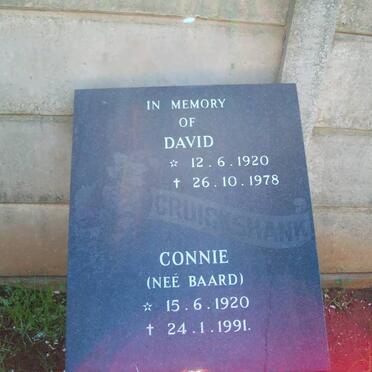 IN MEMORY
OF
DAVID
☆ 12.6.1920
† 26.10.1978
CRUICKSHANK
CONNIE
(NEÉ BAARD)
☆ 15.6.1920
† 24.1.1991.